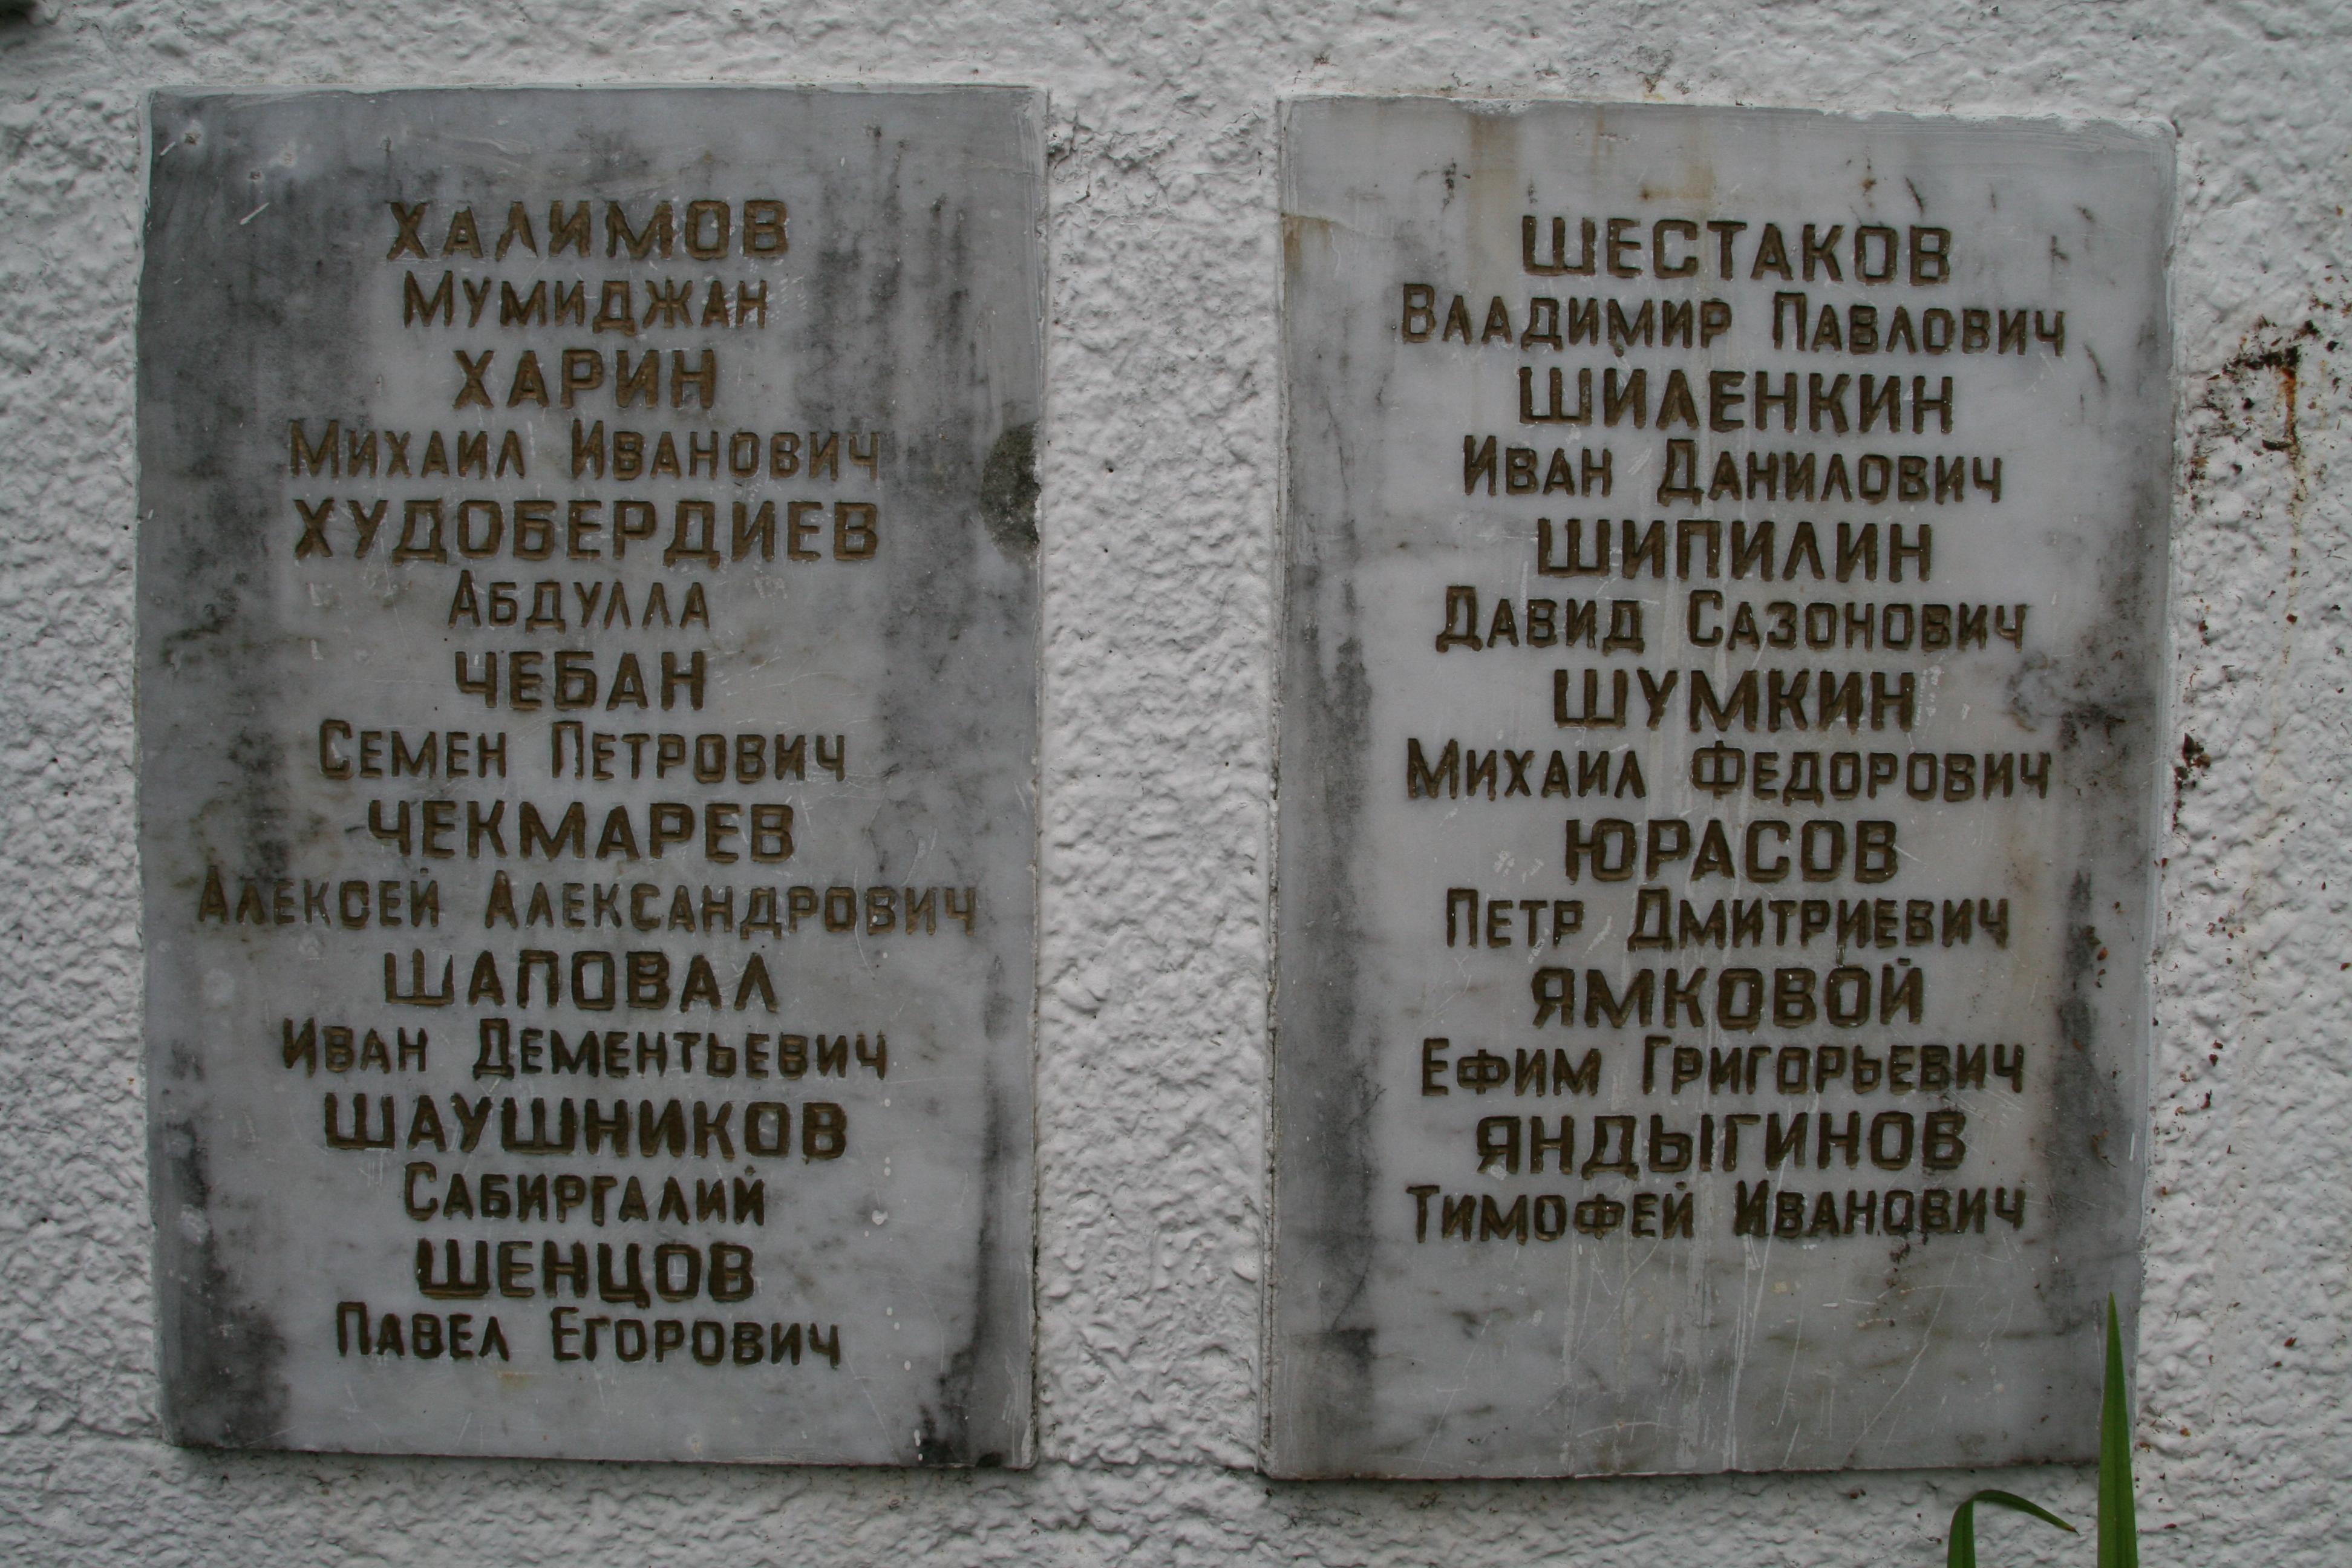 ХАЛИМОВ
МУМИДЖАН
ХАРИН
МИХАИЛ ИВАНОВИЧ
ХУДОБЕРДИЕВ
АБДУЛЛА
ЧЕБАН
СЕМЕН ПЕТРОВИЧ
ЧЕКМАРЕВ
АЛЕКСЕЙ АЛЕКСАНДРОВИЧ
ШАПОВАЛ
ИВАН ДЕМЕНТЬЕВИЧ
ШАУШНИКОВ
САБИРГАЛИЙ
ШЕНЦОВ
ПАВЕЛ ЕГОРОВИЧ
ШЕСТАКОВ
ВЛАДИМИР ПАВЛОВИЧ
ШИЛЕНКИН
ИВАН ДАНИЛОВИЧ
ШИПИЛИН
ДАВИД САЗОНОВИЧ
ШУМКИН
МИХАИЛ ФЕДОРОВИЧ
ЮРАСОВ
ПЕТР ДМИТРИЕВИЧ
ЯМКОВОЙ
ЕФИМ ГРИГОРЬЕВИЧ
ЯНДЫГИНОВ
ТИМОФЕЙ ИВАНОВИЧ